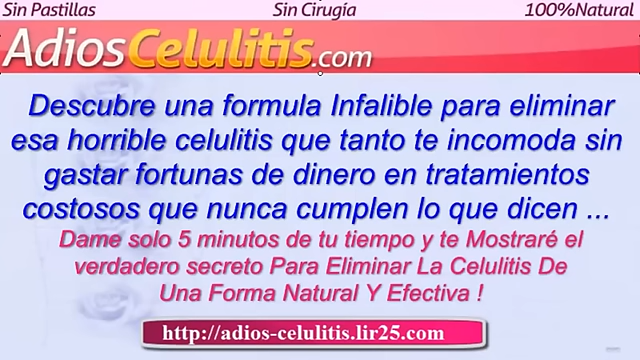 Sin Pastillas Sin Cirugía 100%Natural
AdiosCelulitis.com
Descubre una formula Infalible para eliminar
esa horrible celulitis que tanto te incomoda sin
gastar fortunas de dinero en tratamientos
costosos que nunca cumplen lo que dicen ...
Dame solo 5 minutos de tu tiempo y te Mostraré el
verdadero secreto Para Eliminar La Celulitis De
Una Forma Natural Y Efectiva !
http://adios-celulitis.lir25.com